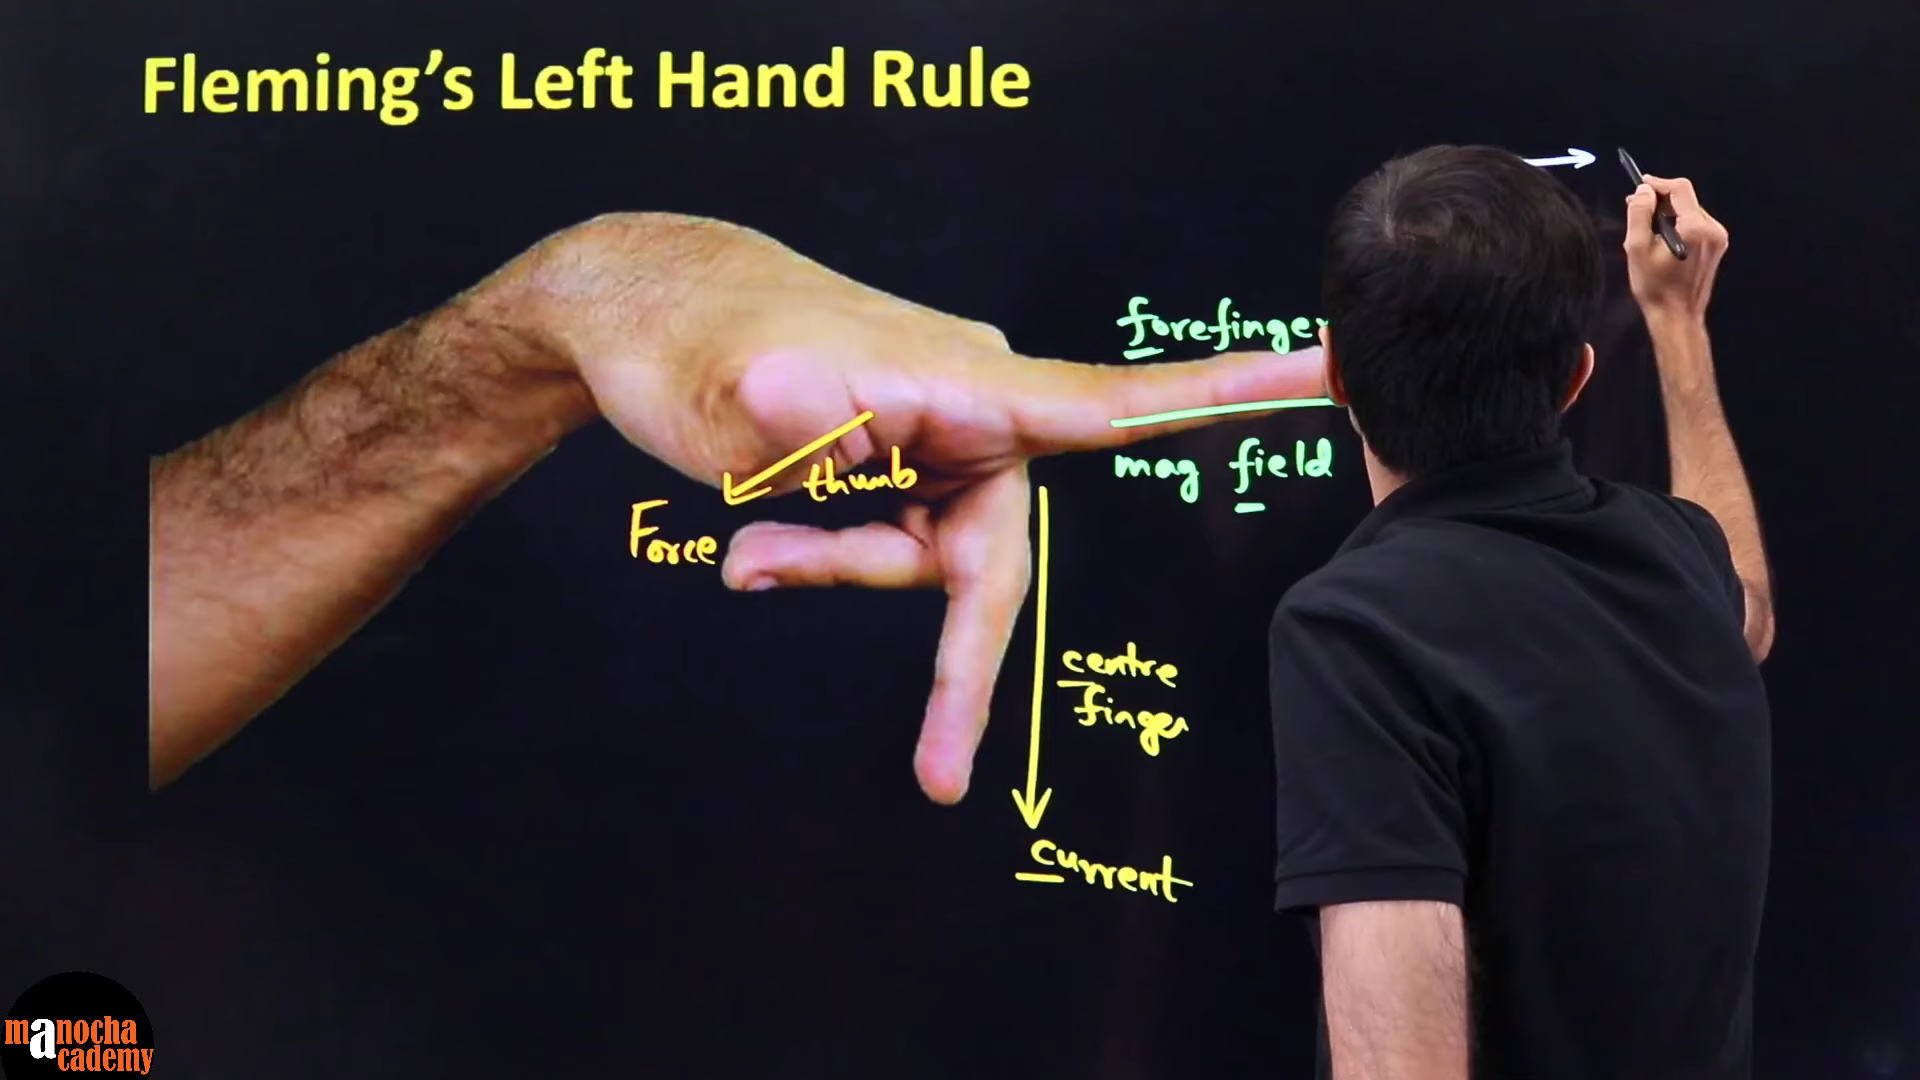 Fleming's Left Hand Rule
forefinger
mag field
thumb
Force
centre
finger
current
manocha
academy